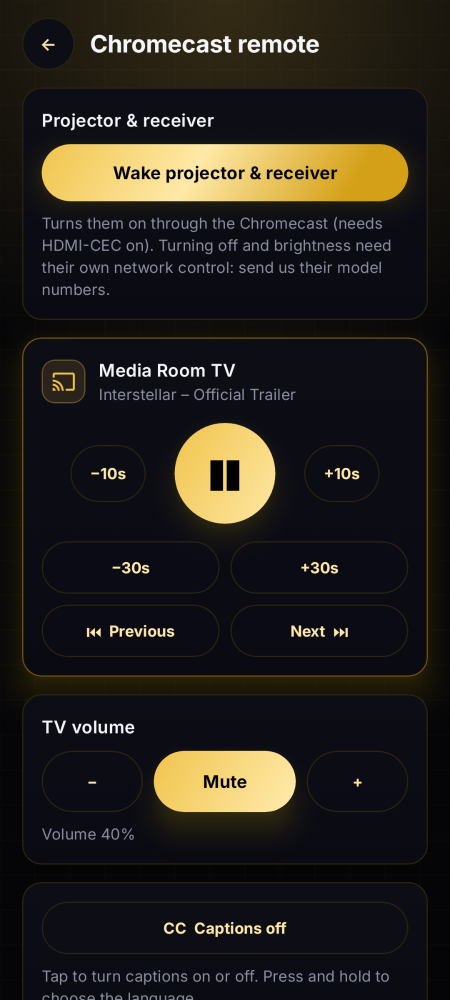 Chromecast remote
Projector & receiver
Wake projector & receiver
Turns them on through the Chromecast (needs
HDMI-CEC on). Turning off and brightness need
their own network control: send us their model
numbers.
Media Room TV
Interstellar – Official Trailer
−10s
+10s
−30s
+30s
⏮ Previous
Next ⏭
TV volume
−
Mute
+
Volume 40%
CC Captions off
Tap to turn captions on or off. Press and hold to
choose the language.